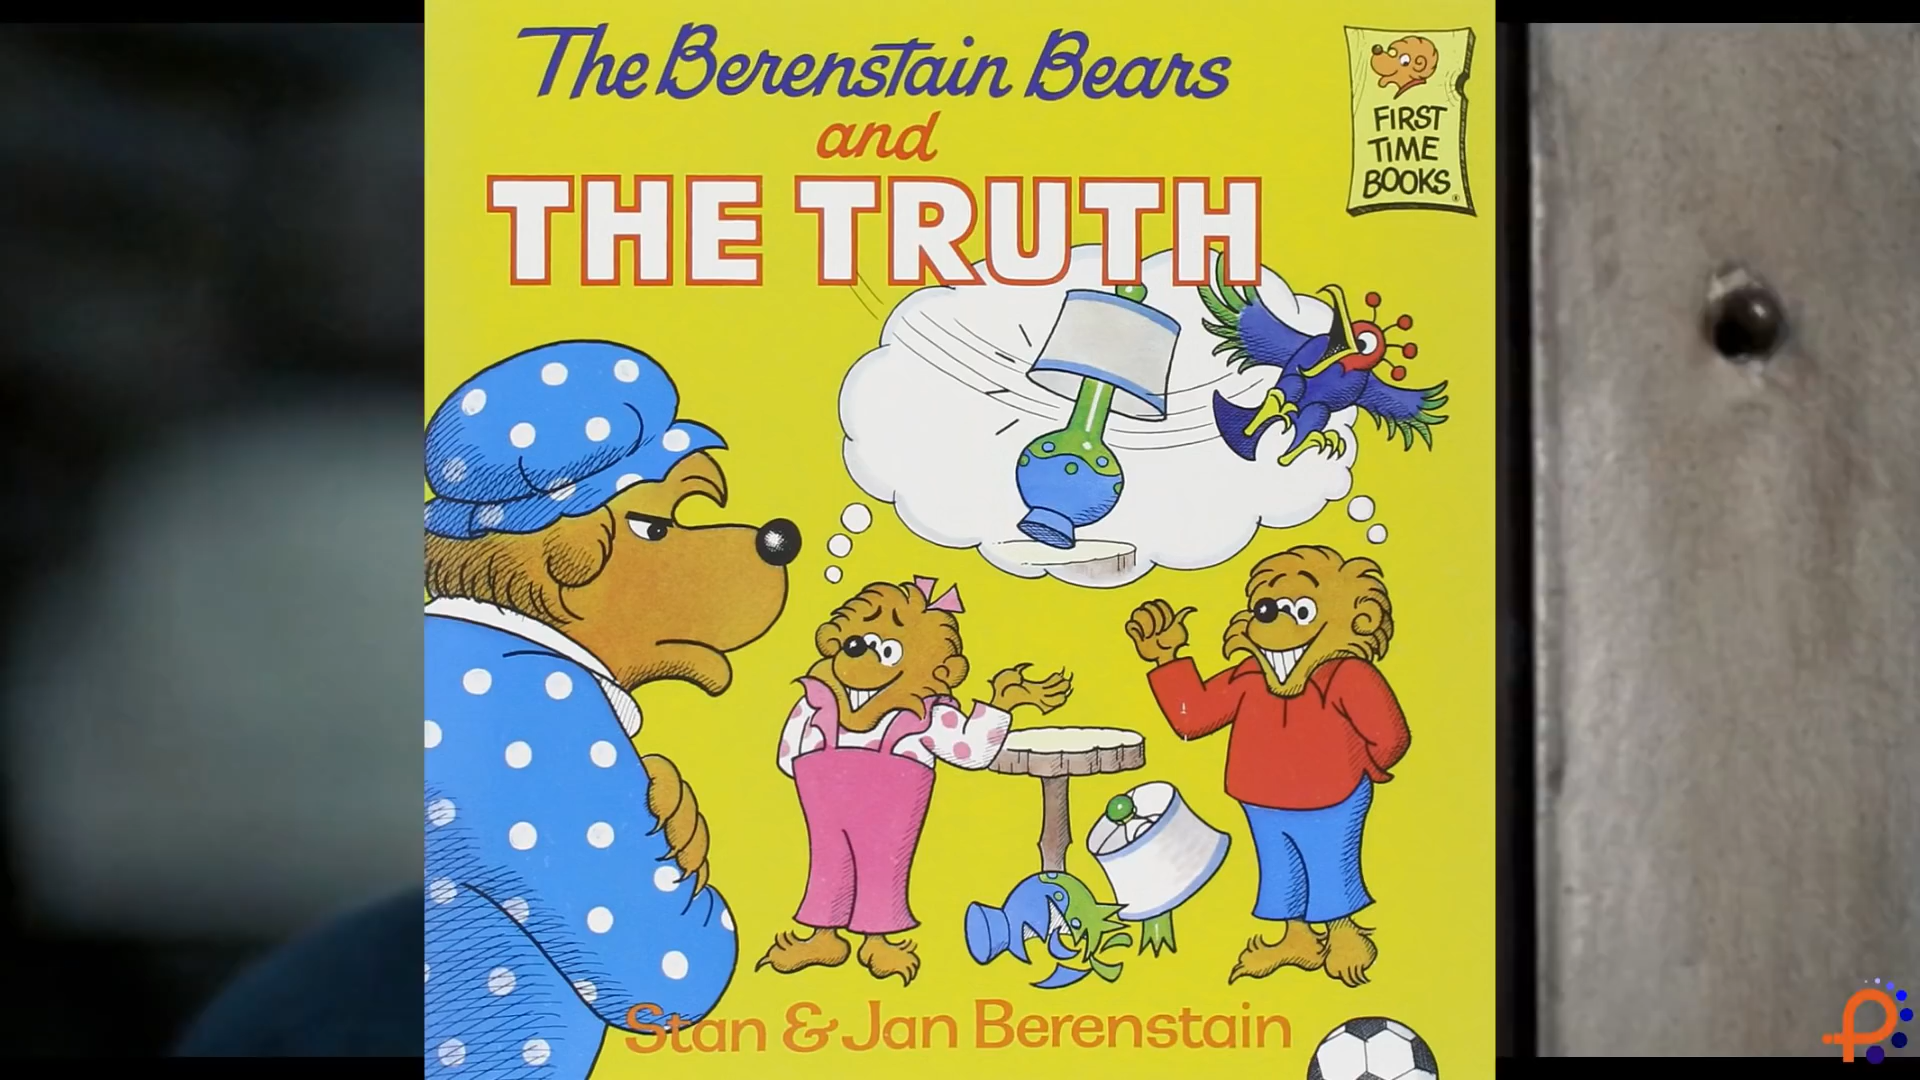 The Berenstain Bears
and
THE TRUTH
FIRST
TIME
BOOKS
Stan & Jan Berenstain